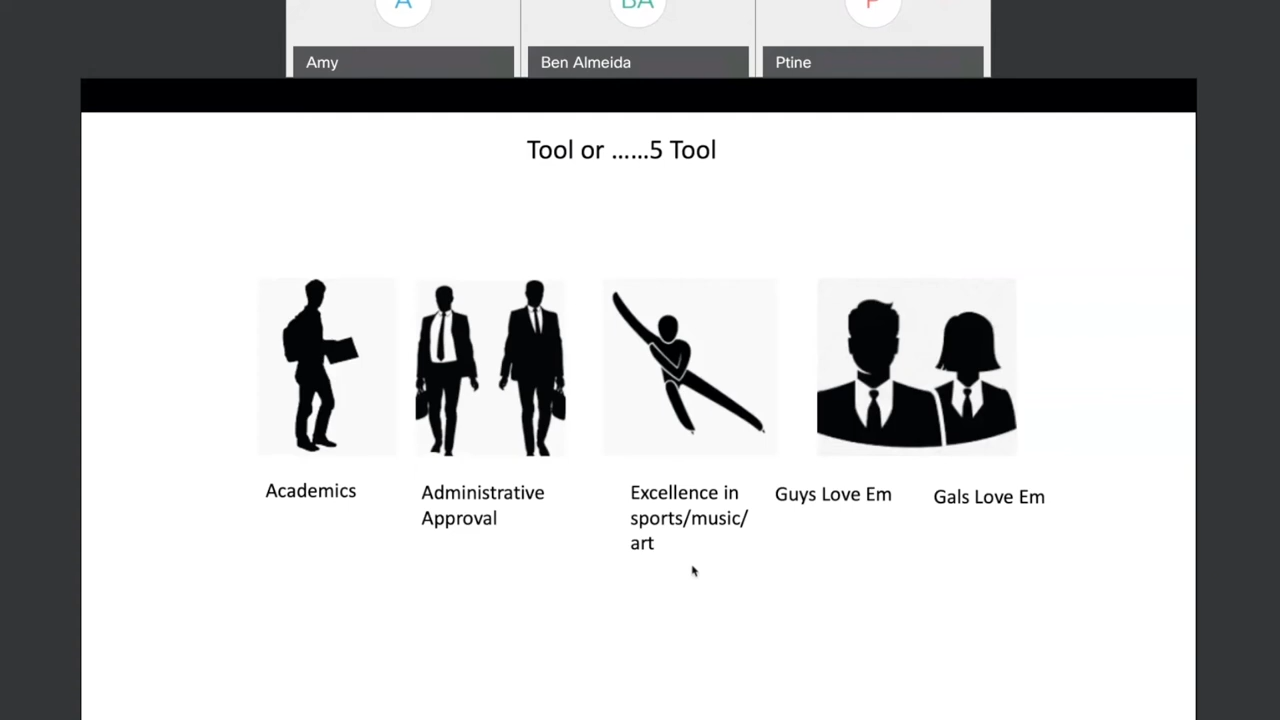 A
BA
P
Amy
Ben Almeida
Ptine
Tool or ......5 Tool
Academics
Administrative
Approval
Excellence in
sports/music/
art
Guys Love Em
Gals Love Em